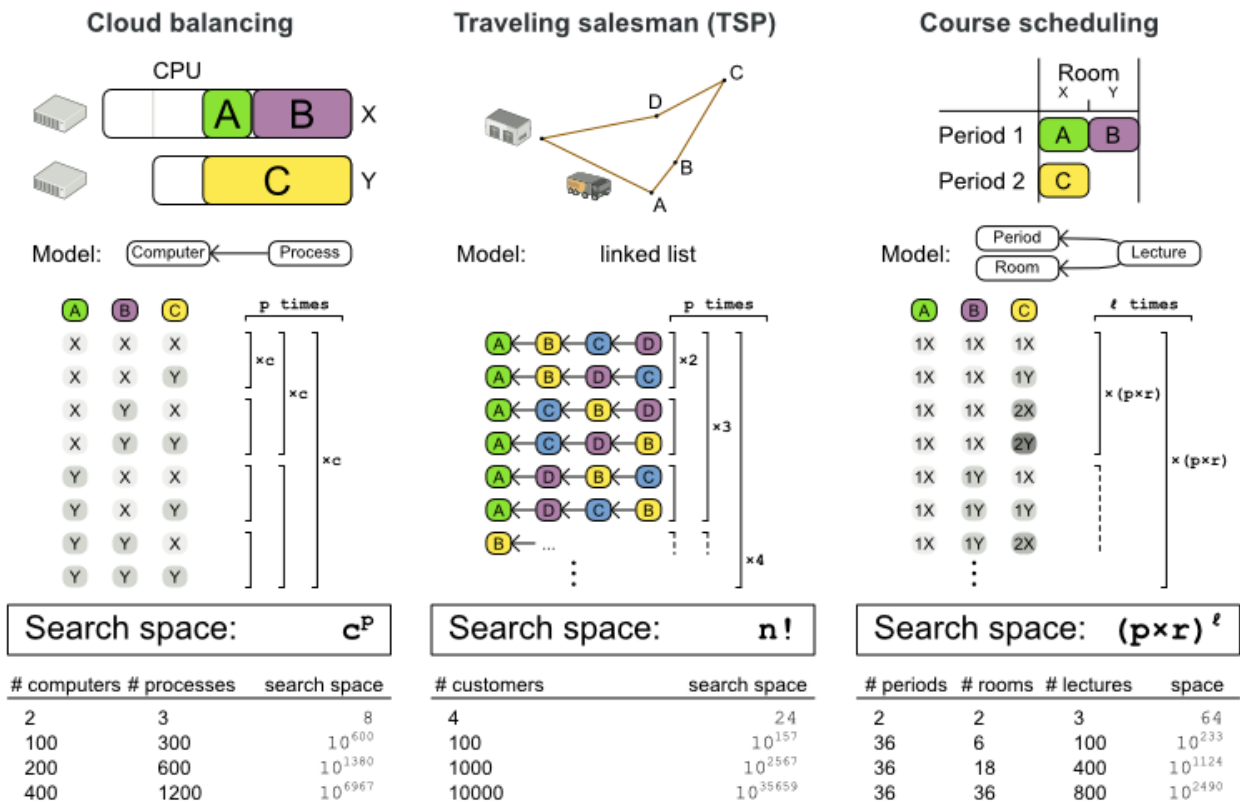 Cloud balancing
CPU
A B X
C Y
Model: Computer Process
A B C p times
X X X
X X Y
X Y X
X Y Y
Y X X
Y X Y
Y Y X
Y Y Y
×c
×c
×c
Search space: c^p
# computers # processes search space
2 3 8
100 300 10^600
200 600 10^1380
400 1200 10^6967
Traveling salesman (TSP)
C
D
B
A
Model: linked list
p times
A B C D
A B D C
A C B D
A C D B
A D B C
A D C B
B ...
×2
×3
×4
Search space: n!
# customers search space
4 24
100 10^157
1000 10^2567
10000 10^35659
Course scheduling
Room
X Y
Period 1 A B
Period 2 C
Model: Period Room Lecture
A B C ℓ times
1X 1X 1X
1X 1X 1Y
1X 1X 2X
1X 1X 2Y
1X 1Y 1X
1X 1Y 1Y
1X 1Y 2X
×(p×r)
×(p×r)
Search space: (p×r)^ℓ
# periods # rooms # lectures space
2 2 3 64
36 6 100 10^233
36 18 400 10^1124
36 36 800 10^2490